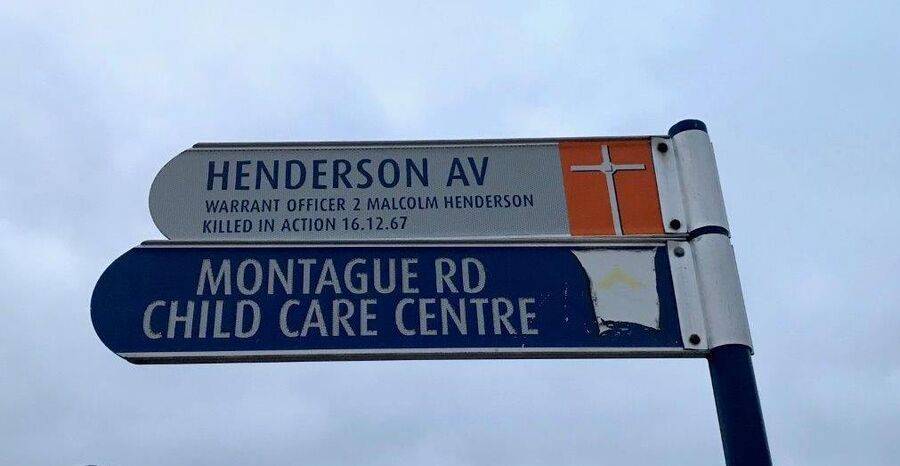 HENDERSON AV
WARRANT OFFICER 2 MALCOLM HENDERSON
KILLED IN ACTION 16.12.67
MONTAGUE RD
CHILD CARE CENTRE